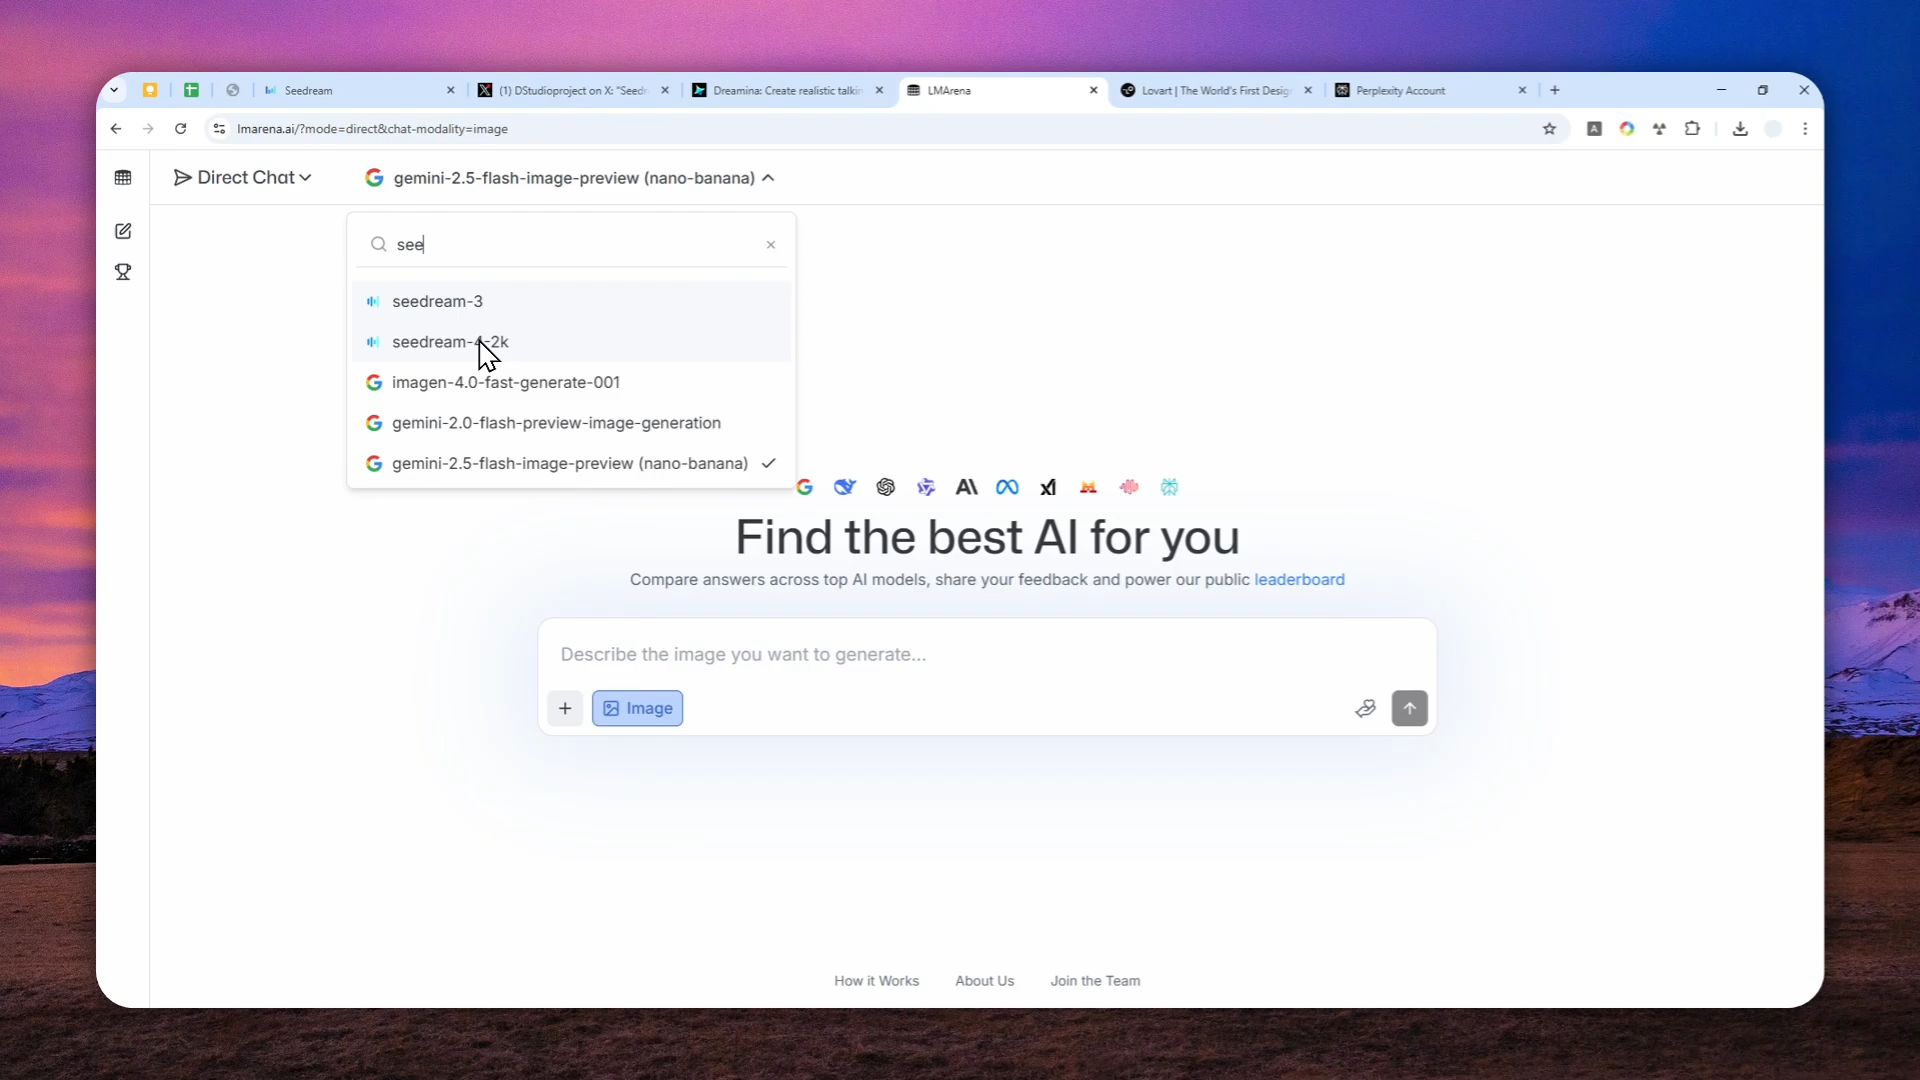 Seedream
(1) DStudioproject on X: "Seedr
Dreamina: Create realistic talkin
LMArena
Lovart | The World's First Design
Perplexity Account
lmarena.ai/?mode=direct&chat-modality=image
Direct Chat
gemini-2.5-flash-image-preview (nano-banana)
see
seedream-3
seedream-4-2k
imagen-4.0-fast-generate-001
gemini-2.0-flash-preview-image-generation
gemini-2.5-flash-image-preview (nano-banana)
Find the best AI for you
Compare answers across top AI models, share your feedback and power our public leaderboard
Describe the image you want to generate...
Image
How it Works
About Us
Join the Team